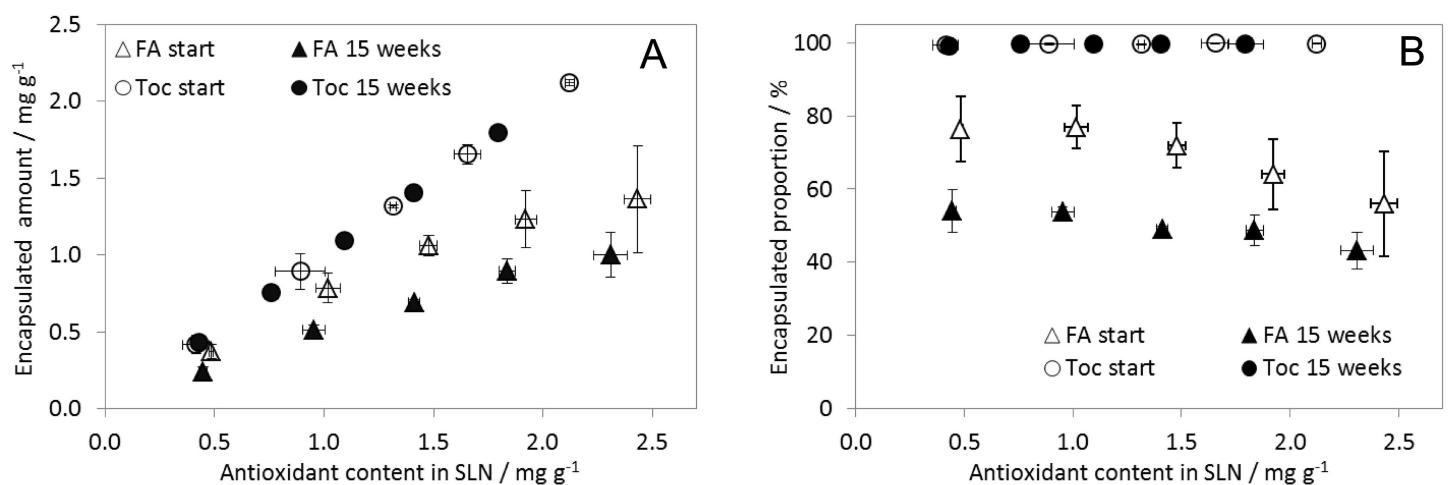 A
Encapsulated amount / mg g⁻¹
2.5
2.0
1.5
1.0
0.5
0.0
FA start FA 15 weeks
Toc start Toc 15 weeks
0.0 0.5 1.0 1.5 2.0 2.5
Antioxidant content in SLN / mg g⁻¹
B
Encapsulated proportion / %
100
80
60
40
20
0
FA start FA 15 weeks
Toc start Toc 15 weeks
0.0 0.5 1.0 1.5 2.0 2.5
Antioxidant content in SLN / mg g⁻¹